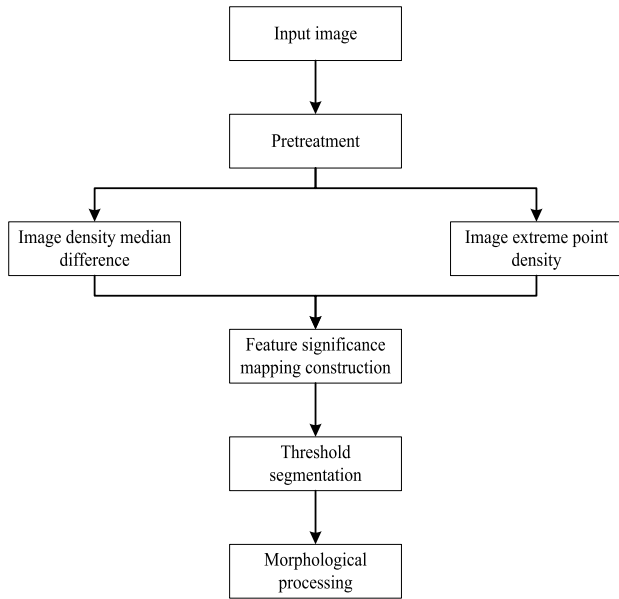 Input image
Pretreatment
Image density median
difference
Image extreme point
density
Feature significance
mapping construction
Threshold
segmentation
Morphological
processing